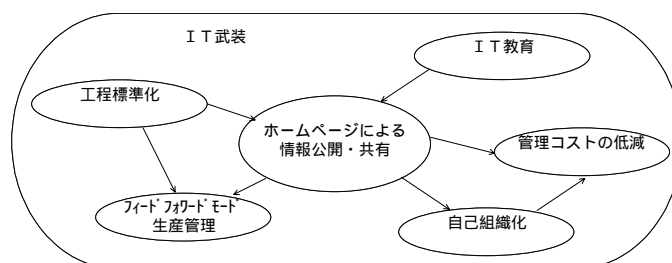 ＩＴ武装
ＩＴ教育
工程標準化
ホームページによる
情報公開・共有
管理コストの低減
ﾌｨｰﾄﾞﾌｫﾜｰﾄﾞﾓｰﾄﾞ
生産管理
自己組織化